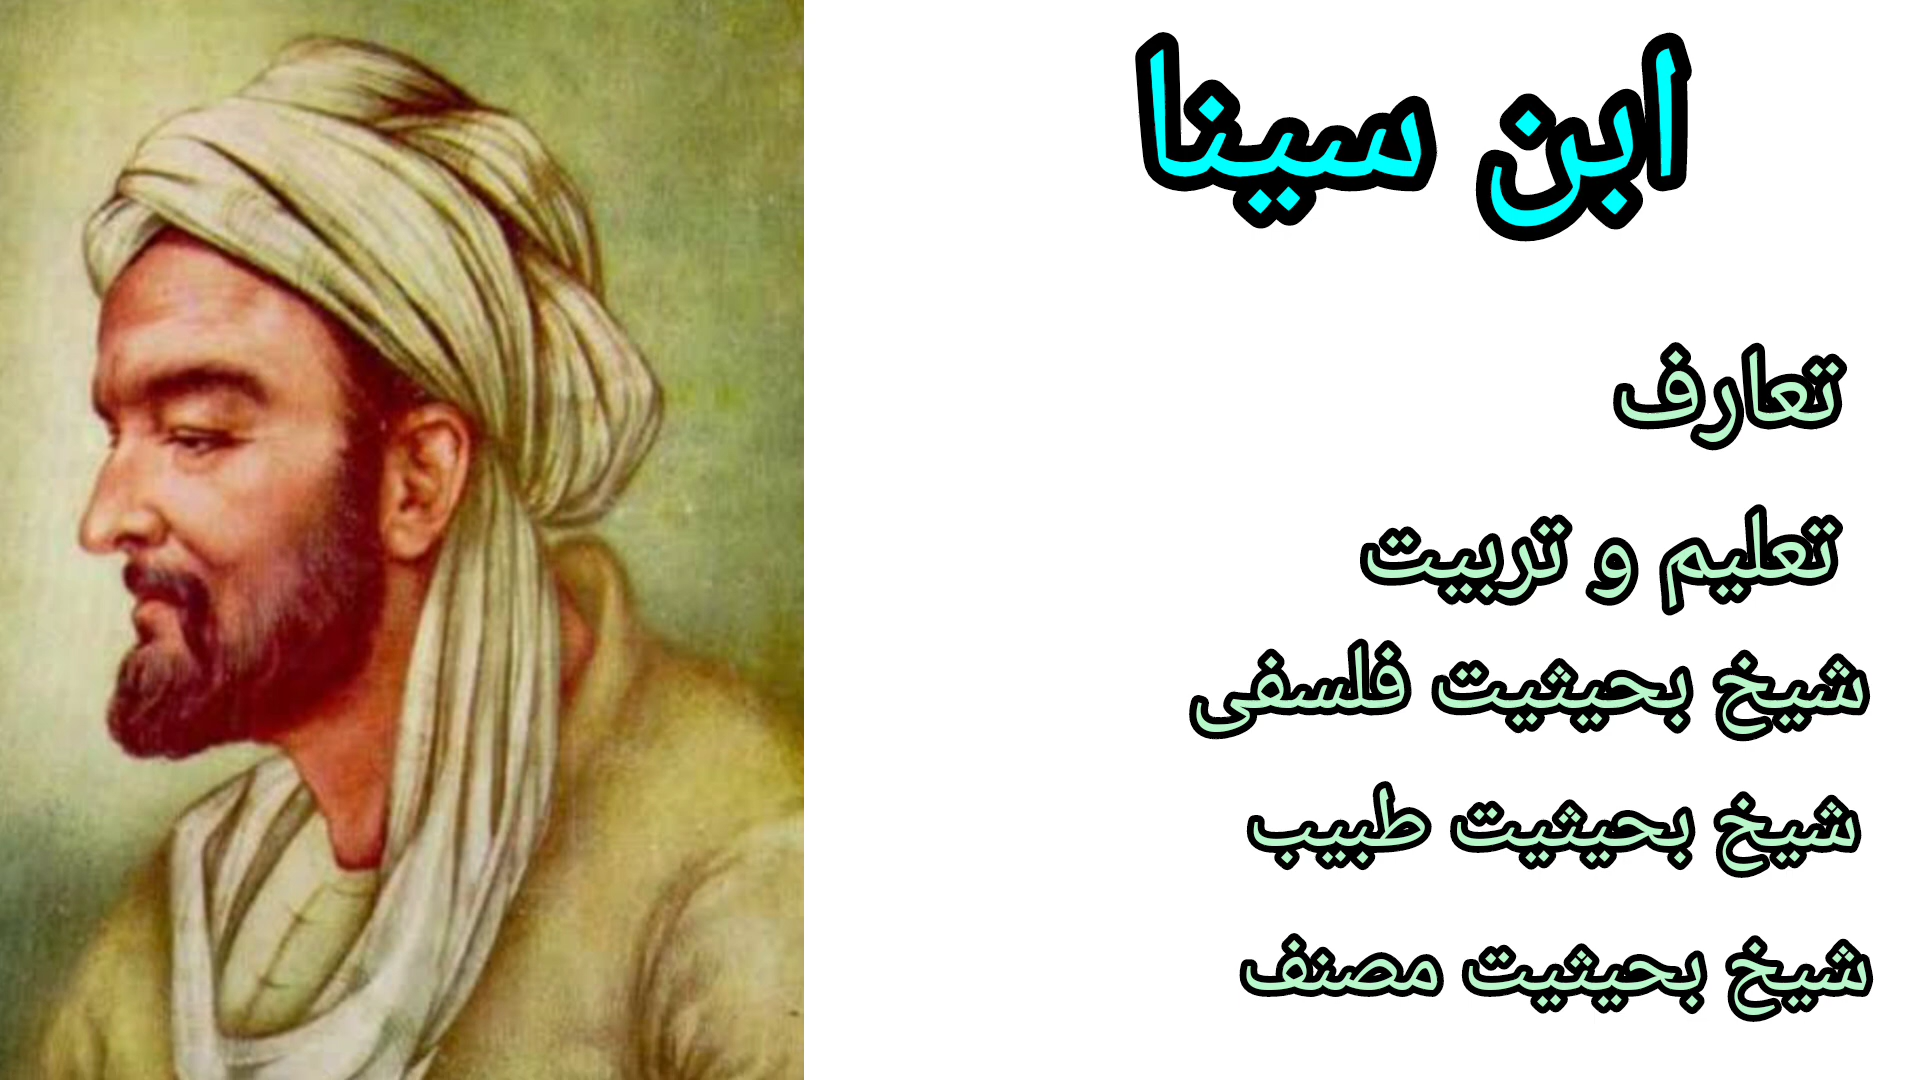 ابن سینا
تعارف
تعلیم و تربیت
شیخ بحیثیت فلسفی
شیخ بحیثیت طبیب
شیخ بحیثیت مصنف